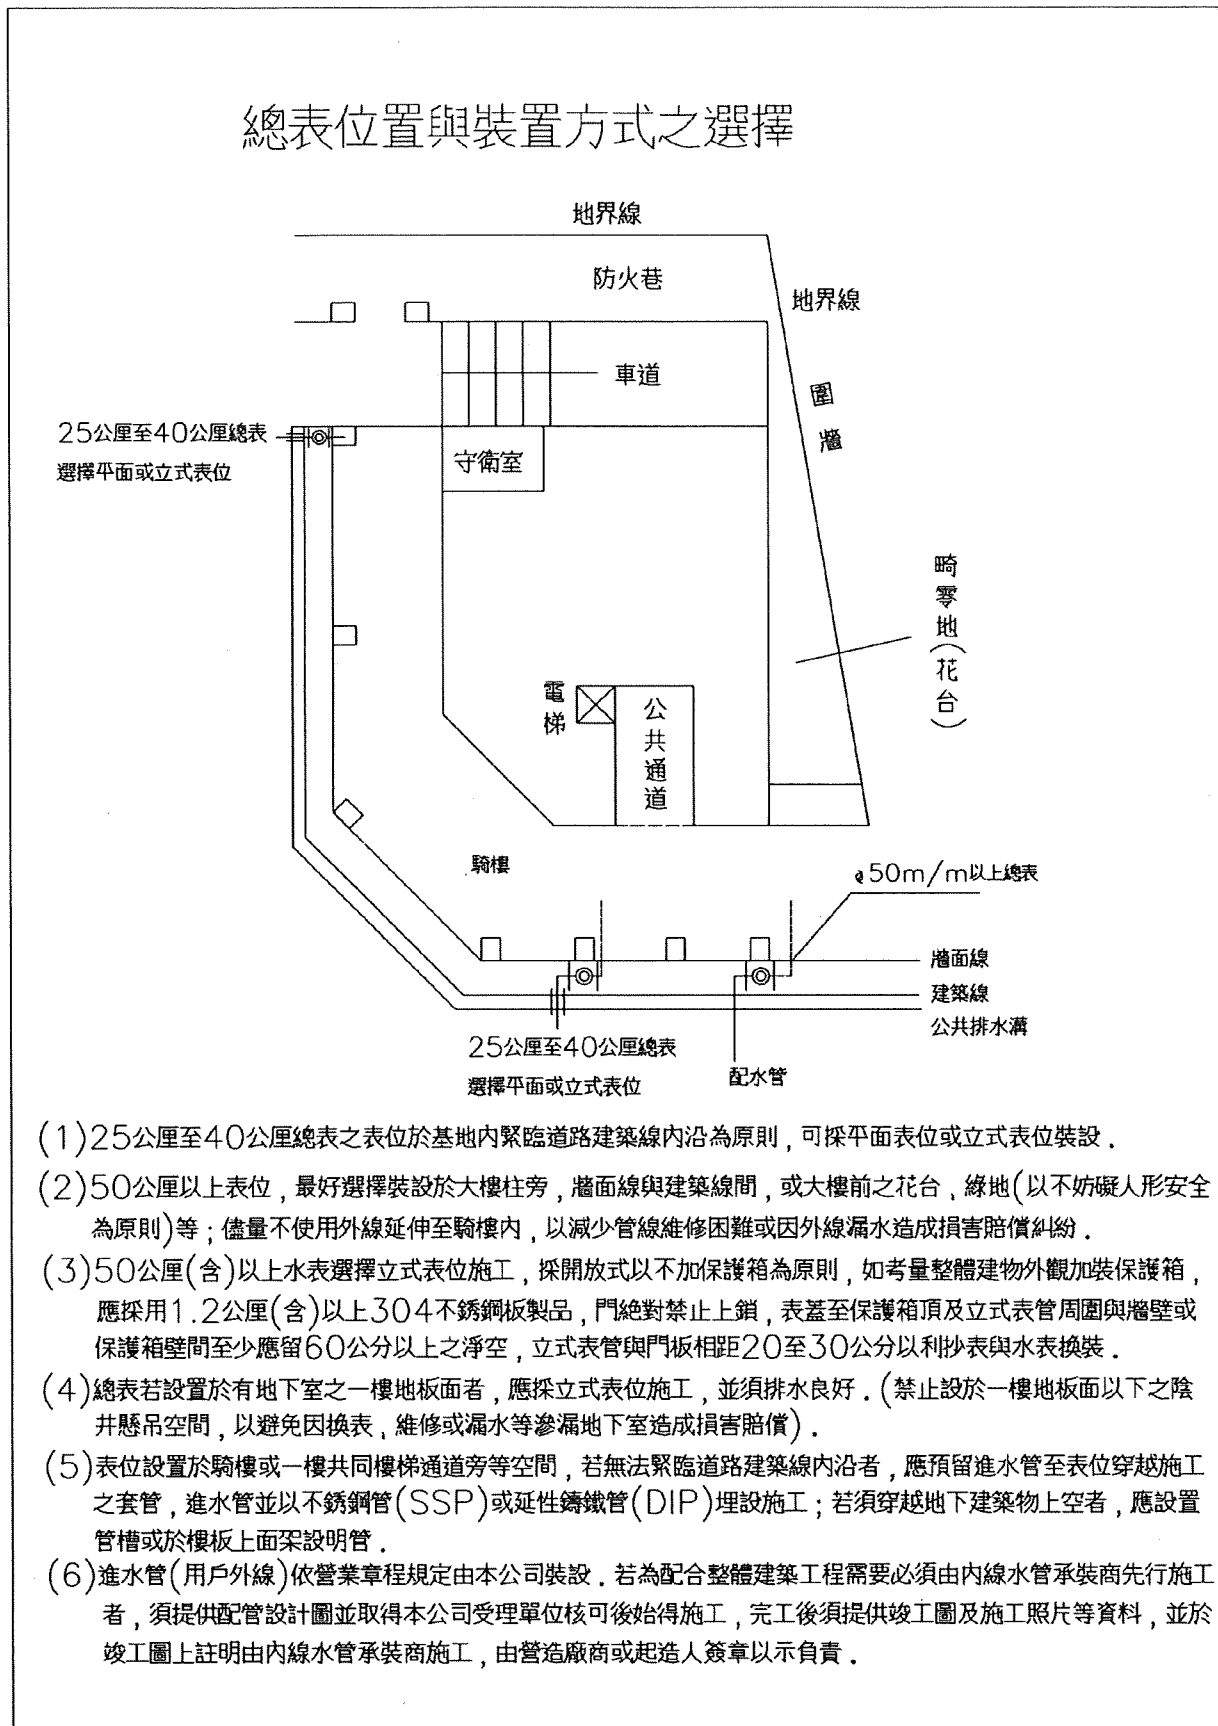 總表位置與裝置方式之選擇
地界線
防火巷
地界線
車道
圍牆
25公厘至40公厘總表
選擇平面或立式表位
守衛室
畸零地(花台)
電梯
公共通道
騎樓
φ50m/m以上總表
牆面線
建築線
公共排水溝
25公厘至40公厘總表
選擇平面或立式表位
配水管
(1)25公厘至40公厘總表之表位於基地內緊臨道路建築線內沿為原則，可採平面表位或立式表位裝設．
(2)50公厘以上表位，最好選擇裝設於大樓柱旁，牆面線與建築線間，或大樓前之花台、綠地(以不妨礙人形安全
為原則)等；儘量不使用外線延伸至騎樓內，以減少管線維修困難或因外線漏水造成損害賠償糾紛．
(3)50公厘(含)以上水表選擇立式表位施工，採開放式以不加保護箱為原則，如考量整體建物外觀加裝保護箱，
應採用1.2公厘(含)以上304不銹鋼板製品，門絕對禁止上鎖，表蓋至保護箱頂及立式表管周圍與牆壁或
保護箱壁間至少應留60公分以上之淨空，立式表管與門板相距20至30公分以利抄表與水表換裝．
(4)總表若設置於有地下室之一樓地板面者，應採立式表位施工，並須排水良好．(禁止設於一樓地板面以下之陰
井懸吊空間，以避免因換表、維修或漏水等滲漏地下室造成損害賠償)．
(5)表位設置於騎樓或一樓共同樓梯通道旁等空間，若無法緊臨道路建築線內沿者，應預留進水管至表位穿越施工
之套管，進水管並以不銹鋼管(SSP)或延性鑄鐵管(DIP)埋設施工；若須穿越地下建築物上空者，應設置
管槽或於樓板上面架設明管．
(6)進水管(用戶外線)依營業章程規定由本公司裝設．若為配合整體建築工程需要必須由內線水管承裝商先行施工
者，須提供配管設計圖並取得本公司受理單位核可後始得施工，完工後須提供竣工圖及施工照片等資料，並於
竣工圖上註明由內線水管承裝商施工，由營造廠商或起造人簽章以示負責．